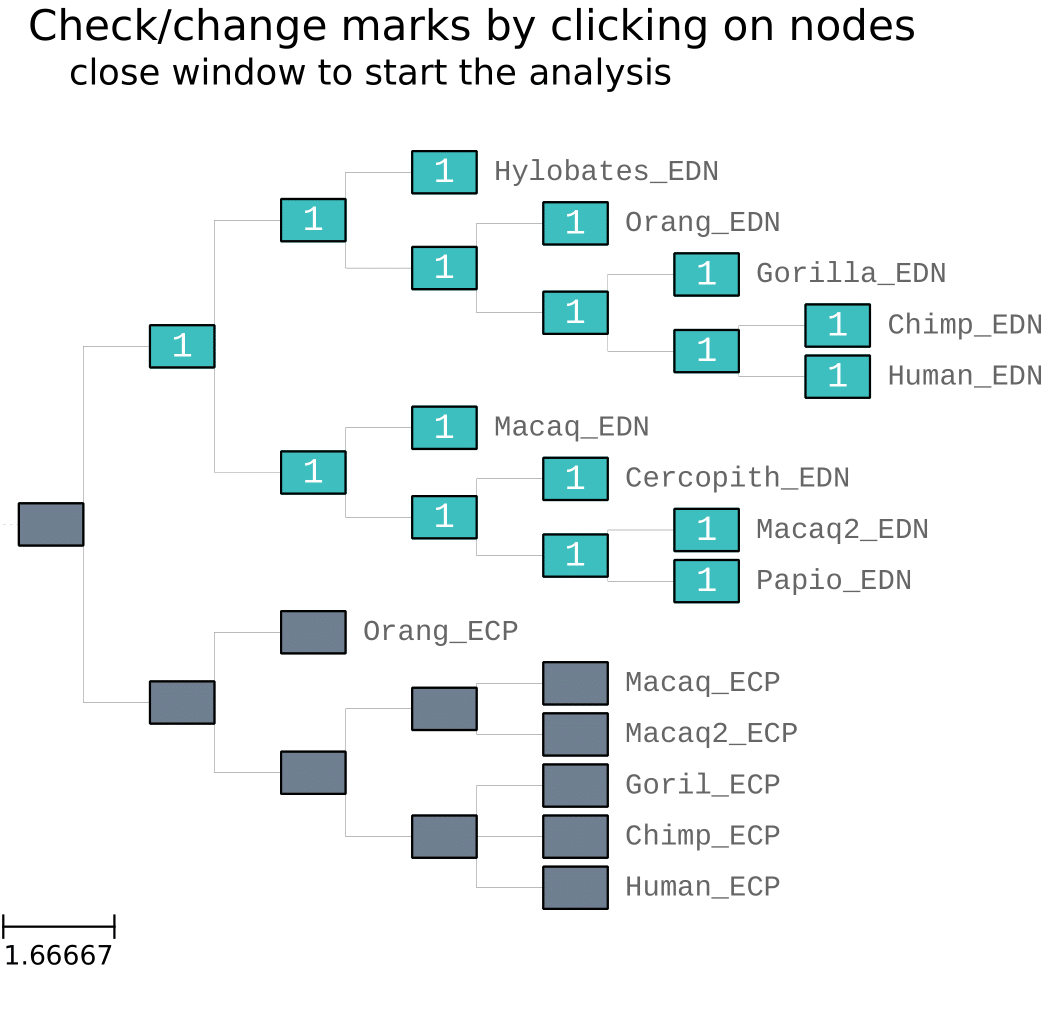 Check/change marks by clicking on nodes
close window to start the analysis
1 Hylobates_EDN
1
1 Orang_EDN
1
1 Gorilla_EDN
1
1 Chimp_EDN
1
1
1 Human_EDN
1 Macaq_EDN
1
1 Cercopith_EDN
1
1 Macaq2_EDN
1
1 Papio_EDN
Orang_ECP
Macaq_ECP
Macaq2_ECP
Goril_ECP
Chimp_ECP
Human_ECP
1.66667